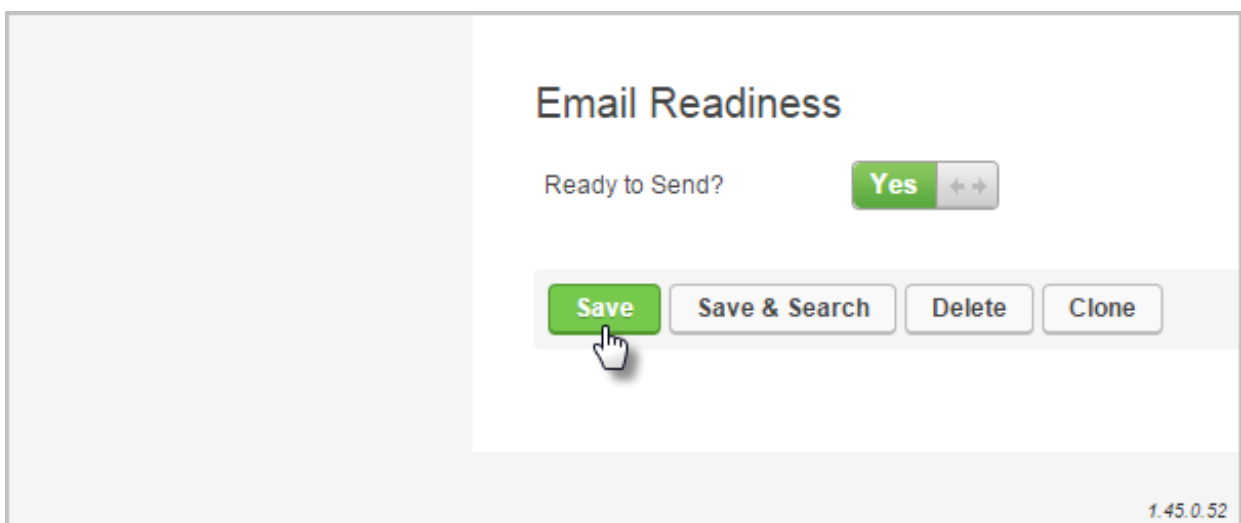 Email Readiness
Ready to Send? Yes
Save Save & Search Delete Clone
1.45.0.52